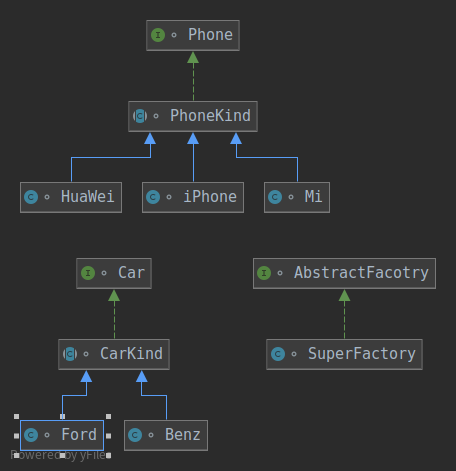 Phone
PhoneKind
HuaWei iPhone Mi
Car AbstractFacotry
CarKind SuperFactory
Ford Benz
Powered by yFiles